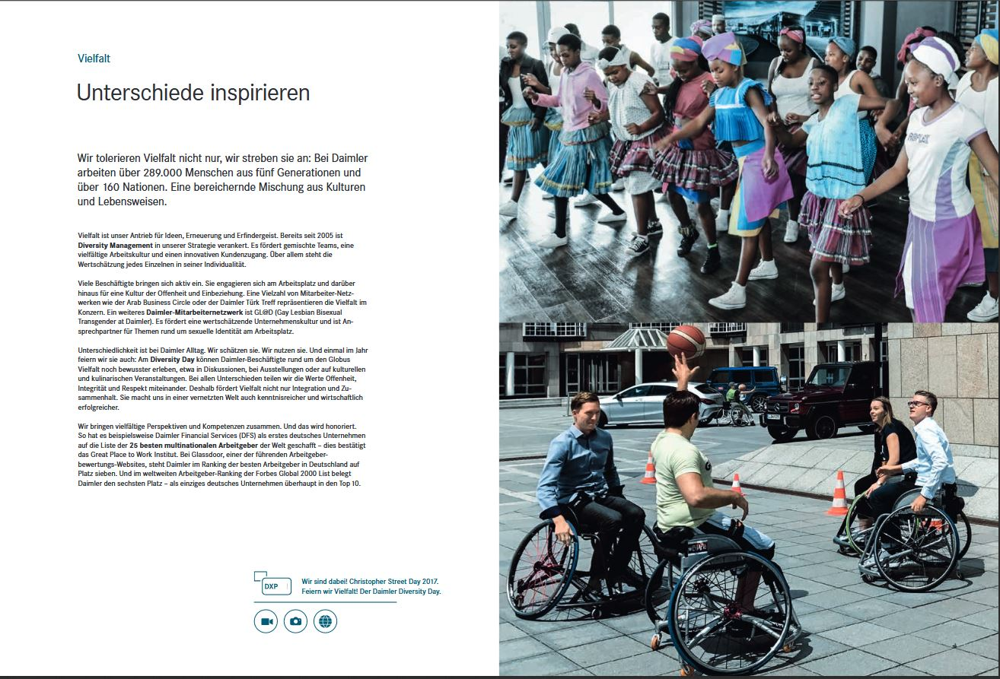 Vielfalt
Unterschiede inspirieren
Wir tolerieren Vielfalt nicht nur, wir streben sie an: Bei Daimler
arbeiten über 289.000 Menschen aus fünf Generationen und
über 160 Nationen. Eine bereichernde Mischung aus Kulturen
und Lebensweisen.
Vielfalt ist unser Antrieb für Ideen, Erneuerung und Erfindergeist. Bereits seit 2005 ist
Diversity Management in unserer Strategie verankert. Es fördert gemischte Teams, eine
vielfältige Arbeitskultur und einen innovativen Kundenzugang. Über allem steht die
Wertschätzung jedes Einzelnen in seiner Individualität.
Viele Beschäftigte bringen sich aktiv ein. Sie engagieren sich am Arbeitsplatz und darüber
hinaus für eine Kultur der Offenheit und Einbeziehung. Eine Vielzahl von Mitarbeiter-Netz-
werken wie der Arab Business Circle oder der Daimler Türk Treff repräsentieren die Vielfalt im
Konzern. Ein weiteres Daimler-Mitarbeiternetzwerk ist GL@D (Gay Lesbian Bisexual
Transgender at Daimler). Es fördert eine wertschätzende Unternehmenskultur und ist An-
sprechpartner für Themen rund um sexuelle Identität am Arbeitsplatz.
Unterschiedlichkeit ist bei Daimler Alltag. Wir schätzen sie. Wir nutzen sie. Und einmal im Jahr
feiern wir sie auch: Am Diversity Day können Daimler-Beschäftigte rund um den Globus
Vielfalt noch bewusster erleben, etwa in Diskussionen, bei Ausstellungen oder auf kulturellen
und kulinarischen Veranstaltungen. Bei allen Unterschieden teilen wir die Werte Offenheit,
Integrität und Respekt miteinander. Deshalb fördert Vielfalt nicht nur Integration und Zu-
sammenhalt. Sie macht uns in einer vernetzten Welt auch kenntnisreicher und wirtschaftlich
erfolgreicher.
Wir bringen vielfältige Perspektiven und Kompetenzen zusammen. Und das wird honoriert.
So hat es beispielsweise Daimler Financial Services (DFS) als erstes deutsches Unternehmen
auf die Liste der 25 besten multinationalen Arbeitgeber der Welt geschafft – dies bestätigt
das Great Place to Work Institut. Bei Glassdoor, einer der führenden Arbeitgeber-
bewertungs-Websites, steht Daimler im Ranking der besten Arbeitgeber in Deutschland auf
Platz sieben. Und im weltweiten Arbeitgeber-Ranking der Forbes Global 2000 List belegt
Daimler den sechsten Platz – als einziges deutsches Unternehmen überhaupt in den Top 10.
DXP
Wir sind dabei! Christopher Street Day 2017.
Feiern wir Vielfalt! Der Daimler Diversity Day.